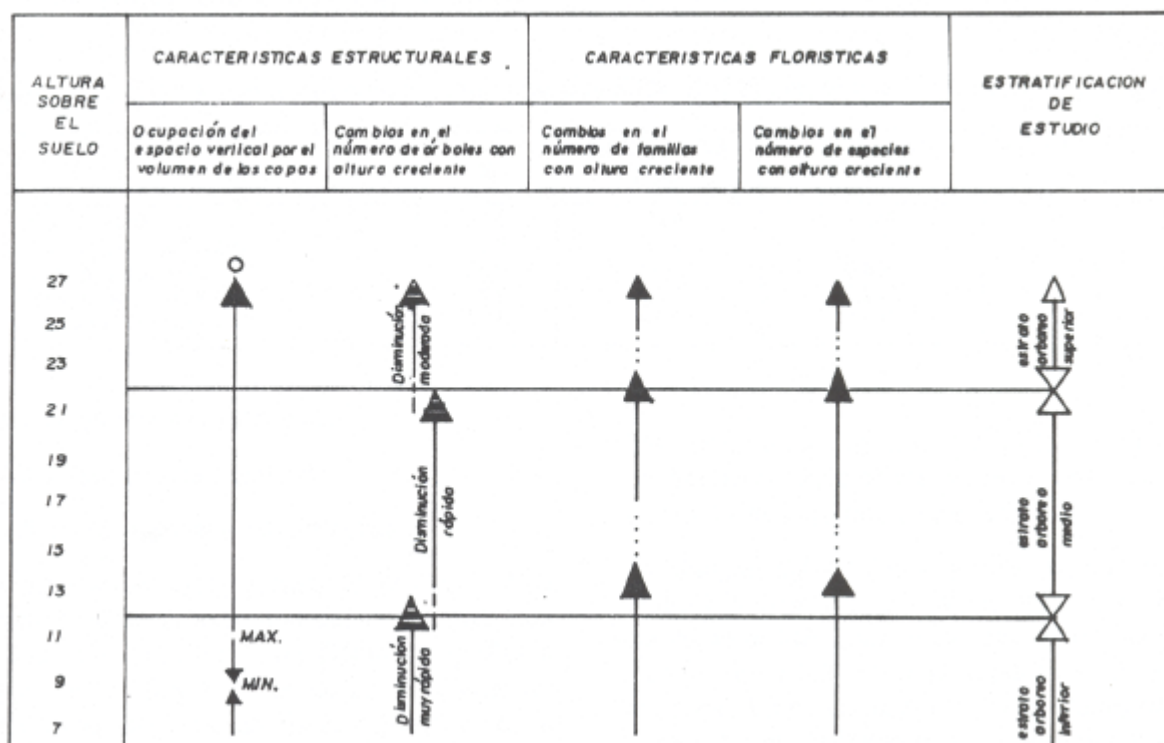 CARACTERISTICAS ESTRUCTURALES
CARACTERISTICAS FLORISTICAS
ALTURA
SOBRE
EL
SUELO
ESTRATIFICACION
DE
ESTUDIO
Ocupación del
espacio vertical por el
volumen de las copas
Cambios en el
número de árboles con
altura creciente
Cambios en el
número de familias
con altura creciente
Cambios en el
número de especies
con altura creciente
27
25
23
21
19
17
15
13
11
9
7
MAX.
MIN.
Disminución
moderada
Disminución
rápida
Disminución
muy rápida
estrato
arboreo
superior
estrato
arboreo
medio
estrato
arboreo
inferior